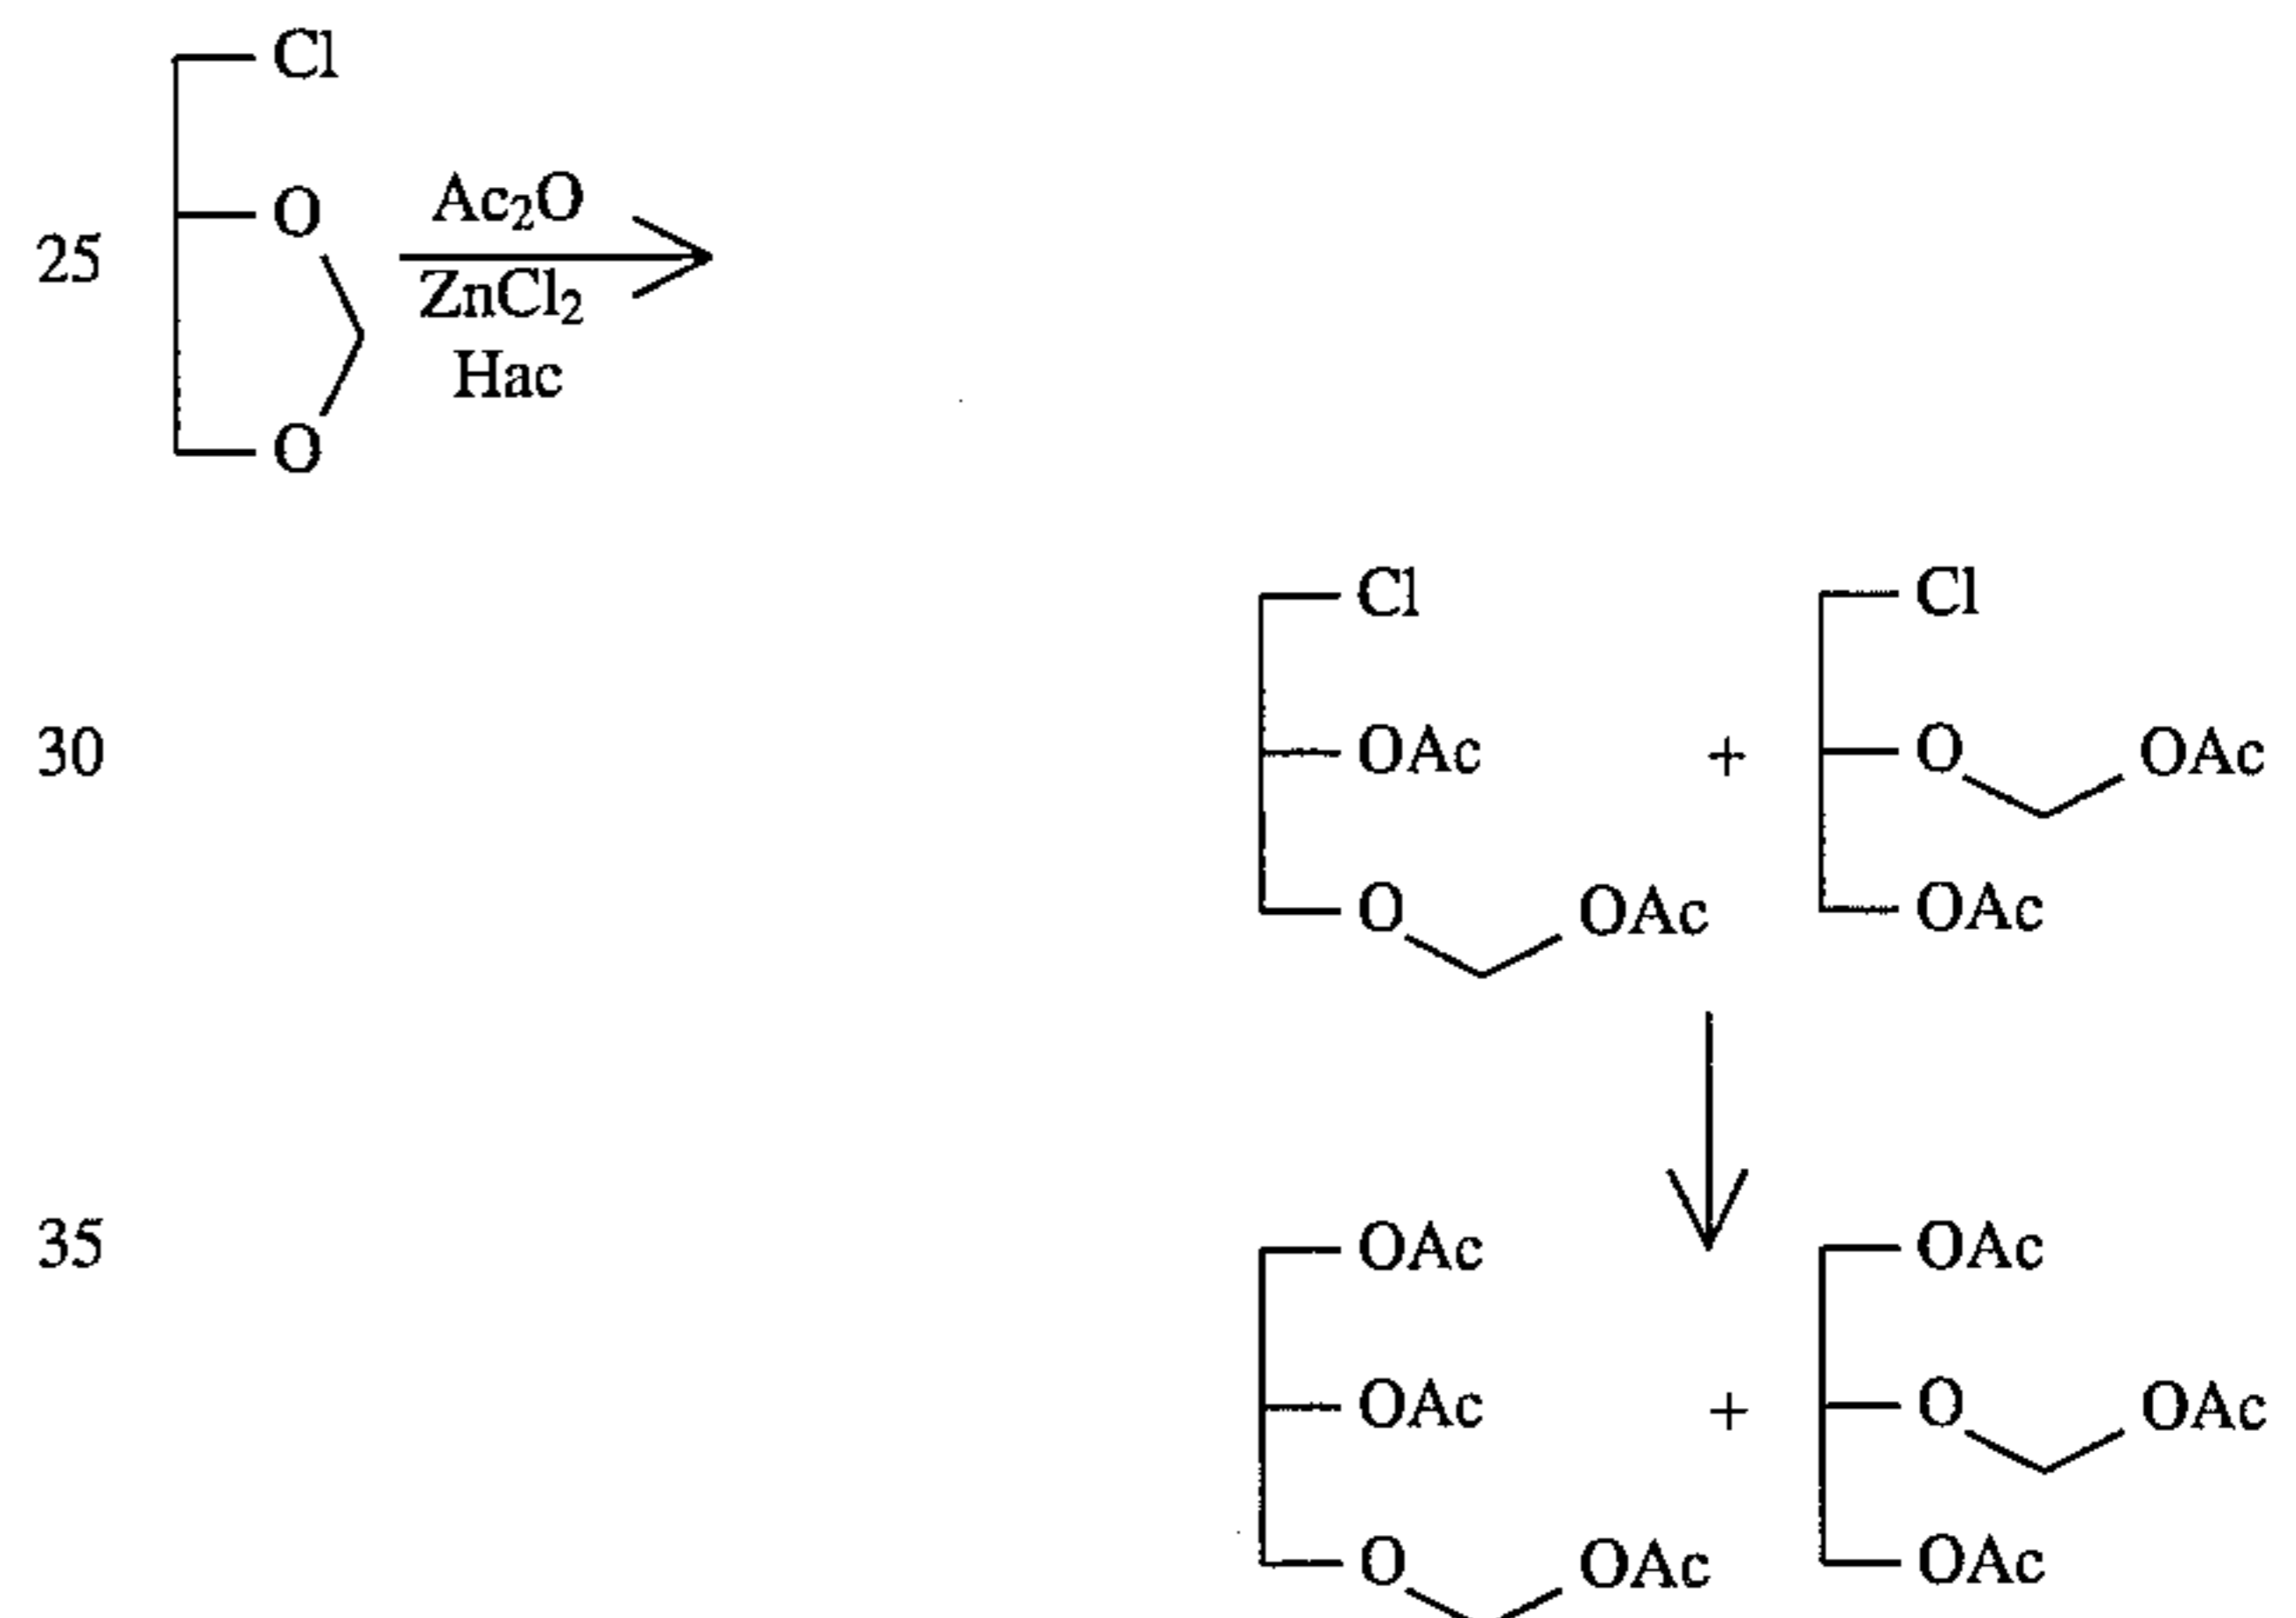 Cl
O
Ac₂O
25
ZnCl₂
Hac
O
Cl Cl
30 OAc + O OAc
O OAc OAc
35 OAc OAc
OAc + O OAc
O OAc OAc